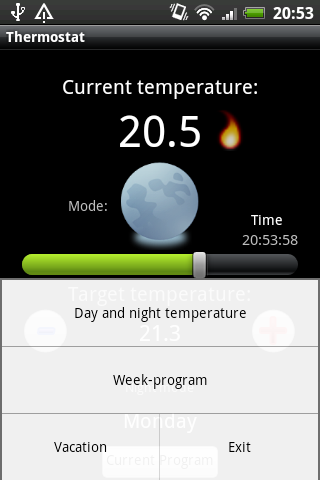 20:53
Thermostat
Current temperature:
20.5
Mode:
Time
20:53:58
Target temperature:
Day and night temperature
21.3
Week-program
Monday
Vacation
Exit
Current Program